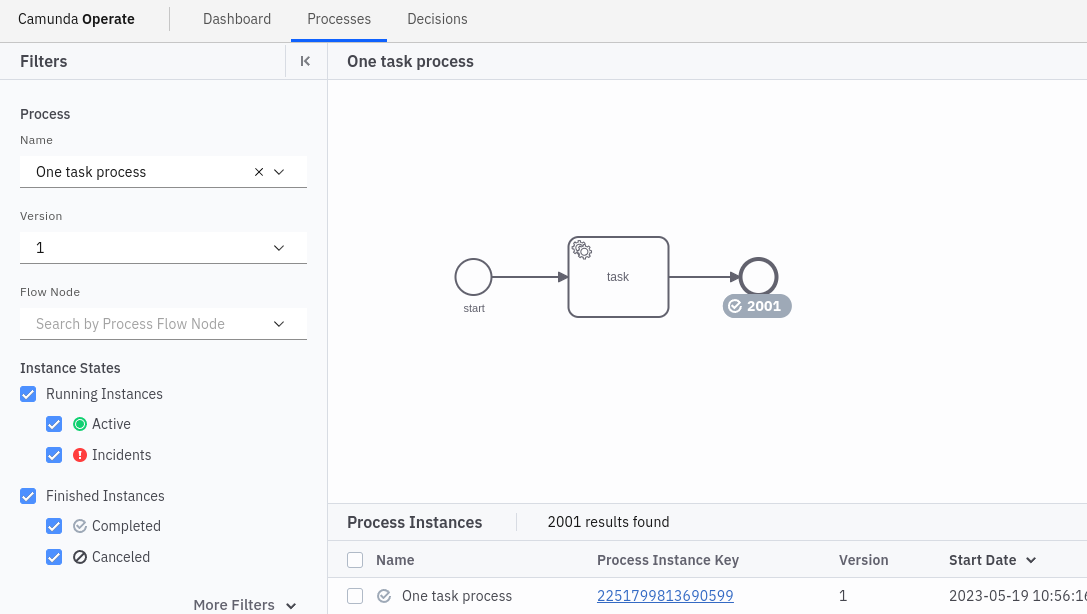 Camunda Operate Dashboard Processes Decisions
Filters
One task process
Process
Name
One task process
Version
1
Flow Node
Search by Process Flow Node
Instance States
Running Instances
Active
Incidents
Finished Instances
Completed
Canceled
More Filters
task
start
2001
Process Instances 2001 results found
Name Process Instance Key Version Start Date
One task process 2251799813690599 1 2023-05-19 10:56:1